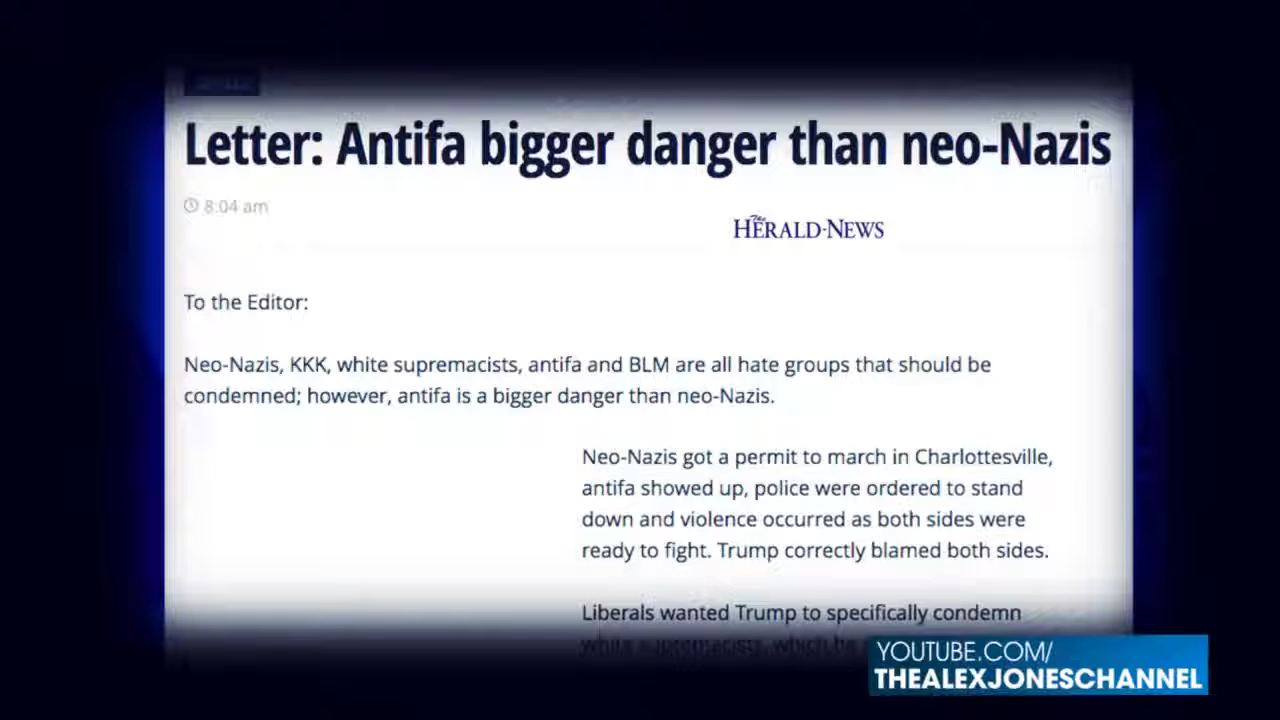 Letter: Antifa bigger danger than neo-Nazis
8:04 am
The
HERALD-NEWS
To the Editor:
Neo-Nazis, KKK, white supremacists, antifa and BLM are all hate groups that should be
condemned; however, antifa is a bigger danger than neo-Nazis.
Neo-Nazis got a permit to march in Charlottesville,
antifa showed up, police were ordered to stand
down and violence occurred as both sides were
ready to fight. Trump correctly blamed both sides.
Liberals wanted Trump to specifically condemn
white supremacists, which he
YOUTUBE.COM/
THEALEXJONESCHANNEL